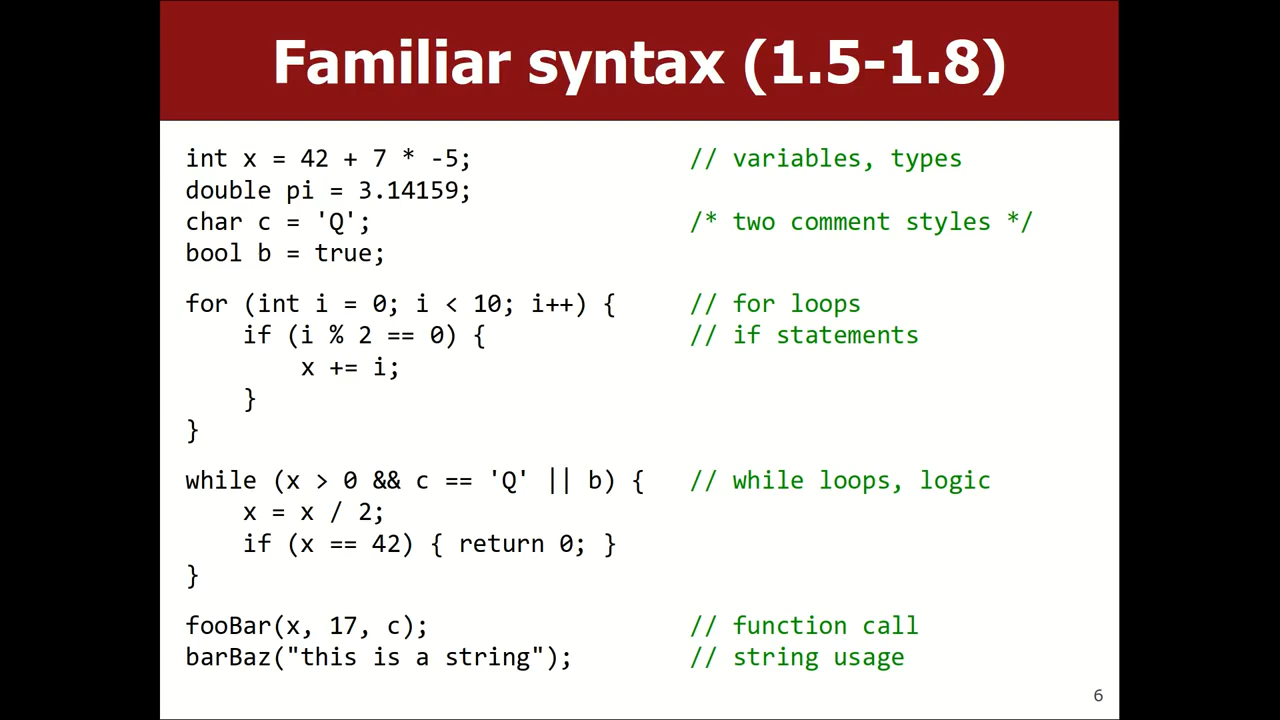 Familiar syntax (1.5-1.8)
int x = 42 + 7 * -5; // variables, types
double pi = 3.14159;
char c = 'Q'; /* two comment styles */
bool b = true;
for (int i = 0; i < 10; i++) { // for loops
    if (i % 2 == 0) { // if statements
        x += i;
    }
}
while (x > 0 && c == 'Q' || b) { // while loops, logic
    x = x / 2;
    if (x == 42) { return 0; }
}
fooBar(x, 17, c); // function call
barBaz("this is a string"); // string usage
6